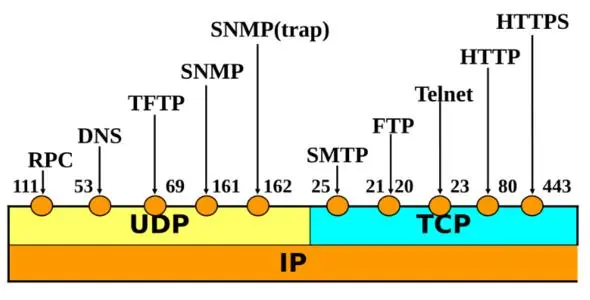 SNMP(trap)
HTTPS
HTTP
SNMP
Telnet
TFTP
FTP
DNS
SMTP
RPC
111 53 69 161 162 25 21 20 23 80 443
UDP TCP
IP